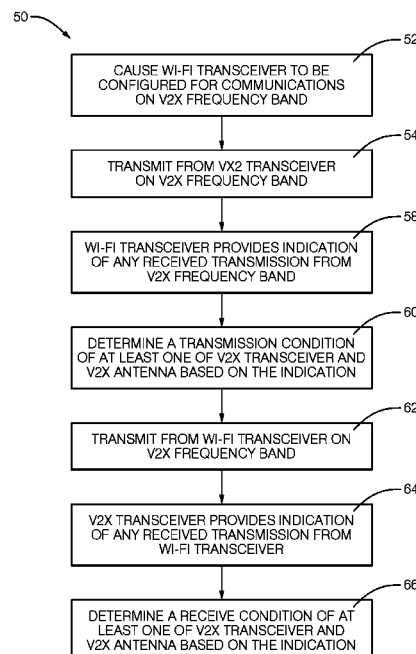 50
52
CAUSE WI-FI TRANSCEIVER TO BE
CONFIGURED FOR COMMUNICATIONS
ON V2X FREQUENCY BAND
54
TRANSMIT FROM VX2 TRANSCEIVER
ON V2X FREQUENCY BAND
58
WI-FI TRANSCEIVER PROVIDES INDICATION
OF ANY RECEIVED TRANSMISSION FROM
V2X FREQUENCY BAND
60
DETERMINE A TRANSMISSION CONDITION
OF AT LEAST ONE OF V2X TRANSCEIVER AND
V2X ANTENNA BASED ON THE INDICATION
62
TRANSMIT FROM WI-FI TRANSCEIVER ON
V2X FREQUENCY BAND
64
V2X TRANSCEIVER PROVIDES INDICATION
OF ANY RECEIVED TRANSMISSION FROM
WI-FI TRANSCEIVER
66
DETERMINE A RECEIVE CONDITION OF AT
LEAST ONE OF V2X TRANSCEIVER AND
V2X ANTENNA BASED ON THE INDICATION